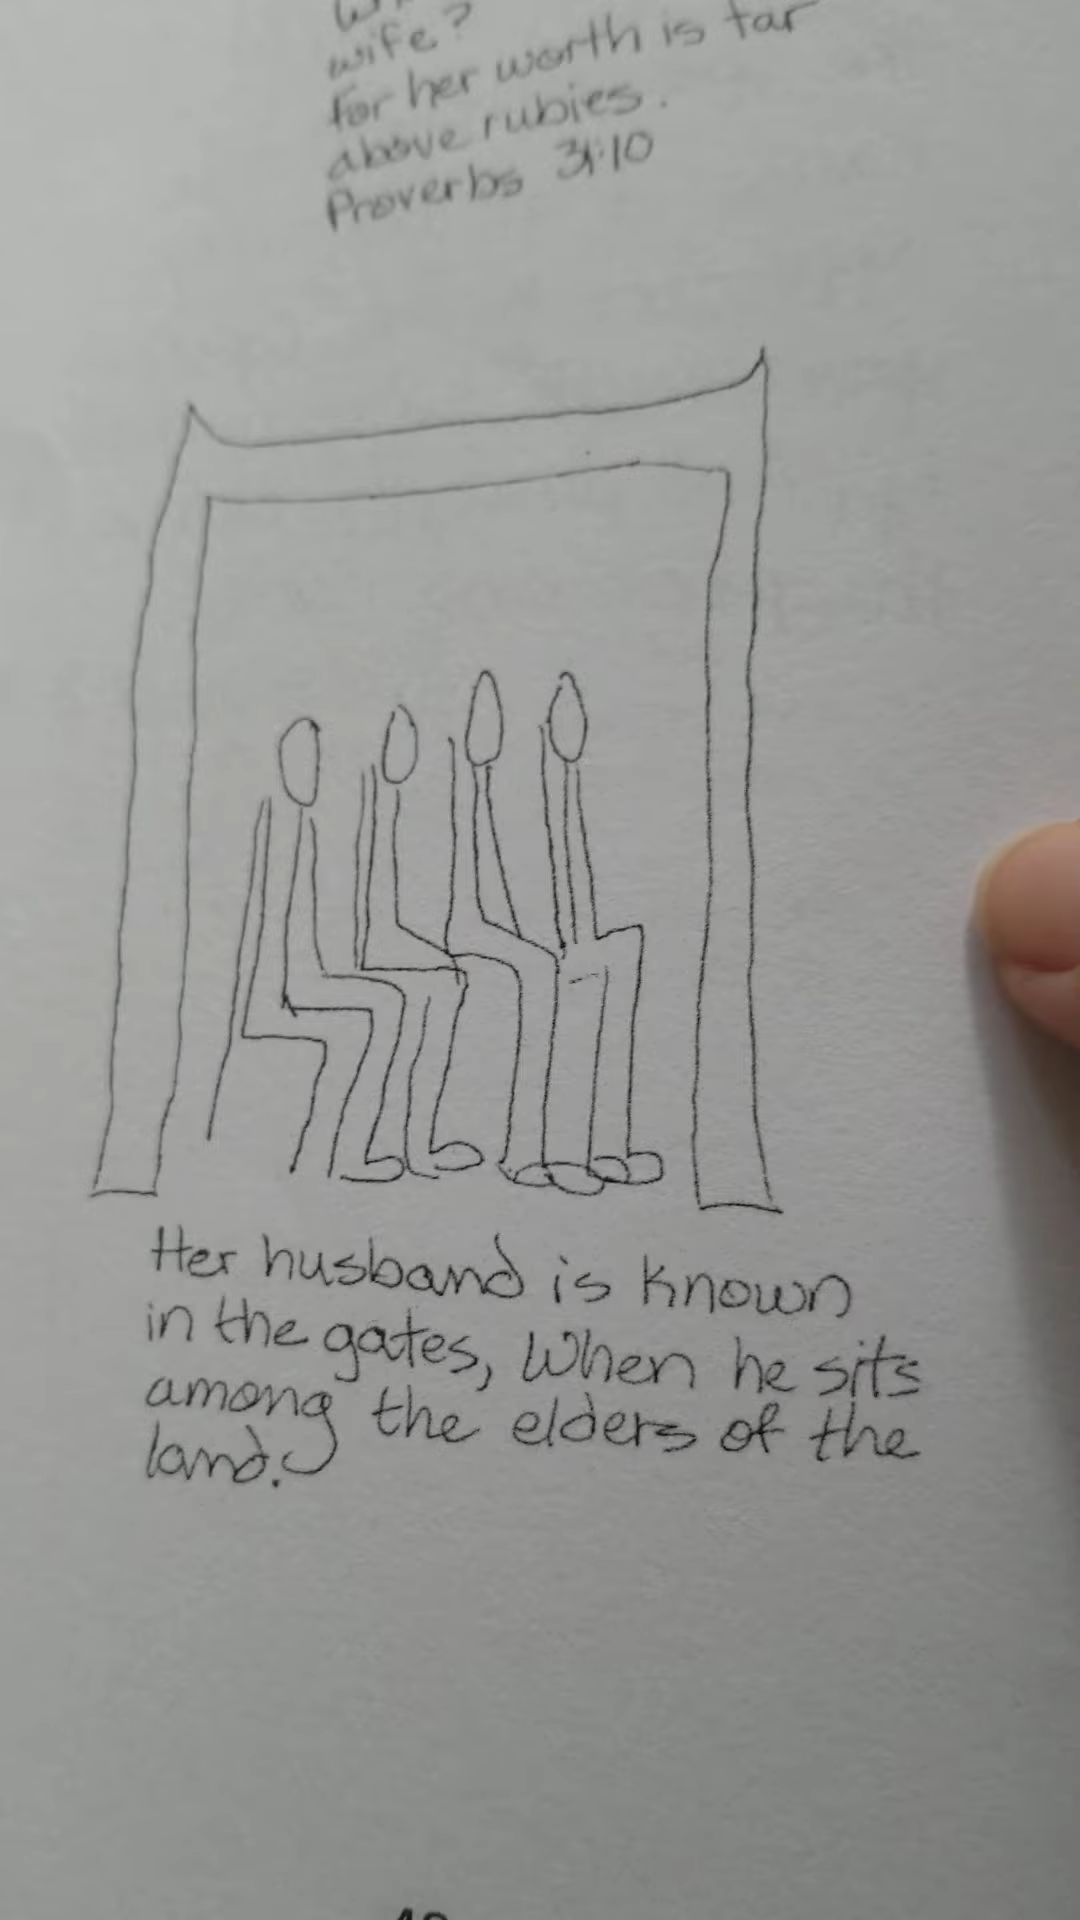 wife?
For her worth is far
above rubies.
Proverbs 31:10
Her husband is known
in the gates, When he sits
among the elders of the
land.